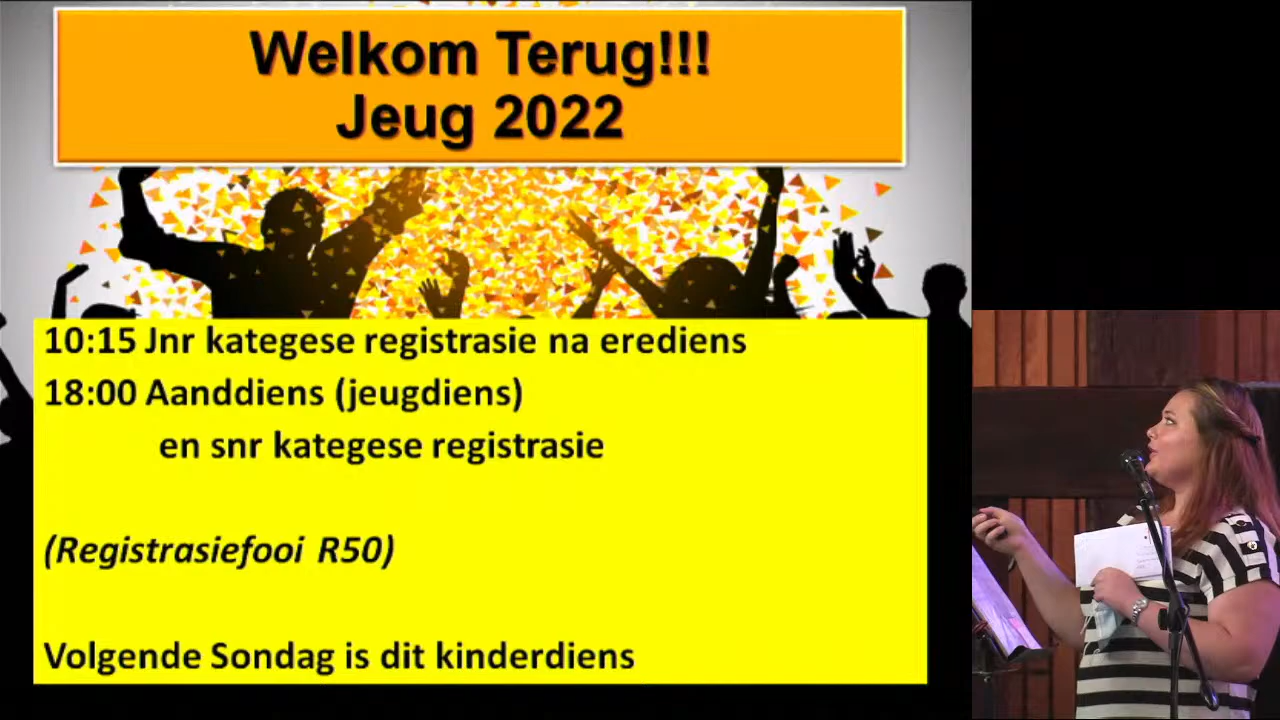 Welkom Terug!!!
Jeug 2022
10:15 Jnr kategese registrasie na erediens
18:00 Aanddiens (jeugdiens)
en snr kategese registrasie
(Registrasiefooi R50)
Volgende Sondag is dit kinderdiens